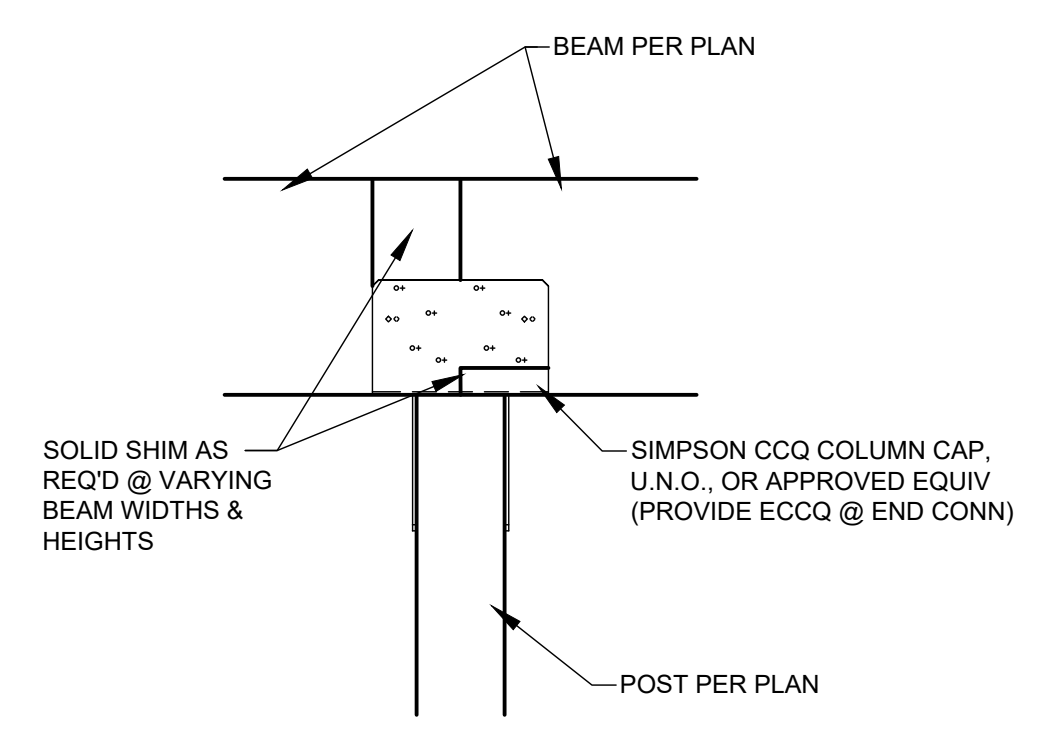 BEAM PER PLAN
SOLID SHIM AS
REQ'D @ VARYING
BEAM WIDTHS &
HEIGHTS
SIMPSON CCQ COLUMN CAP,
U.N.O., OR APPROVED EQUIV
(PROVIDE ECCQ @ END CONN)
POST PER PLAN